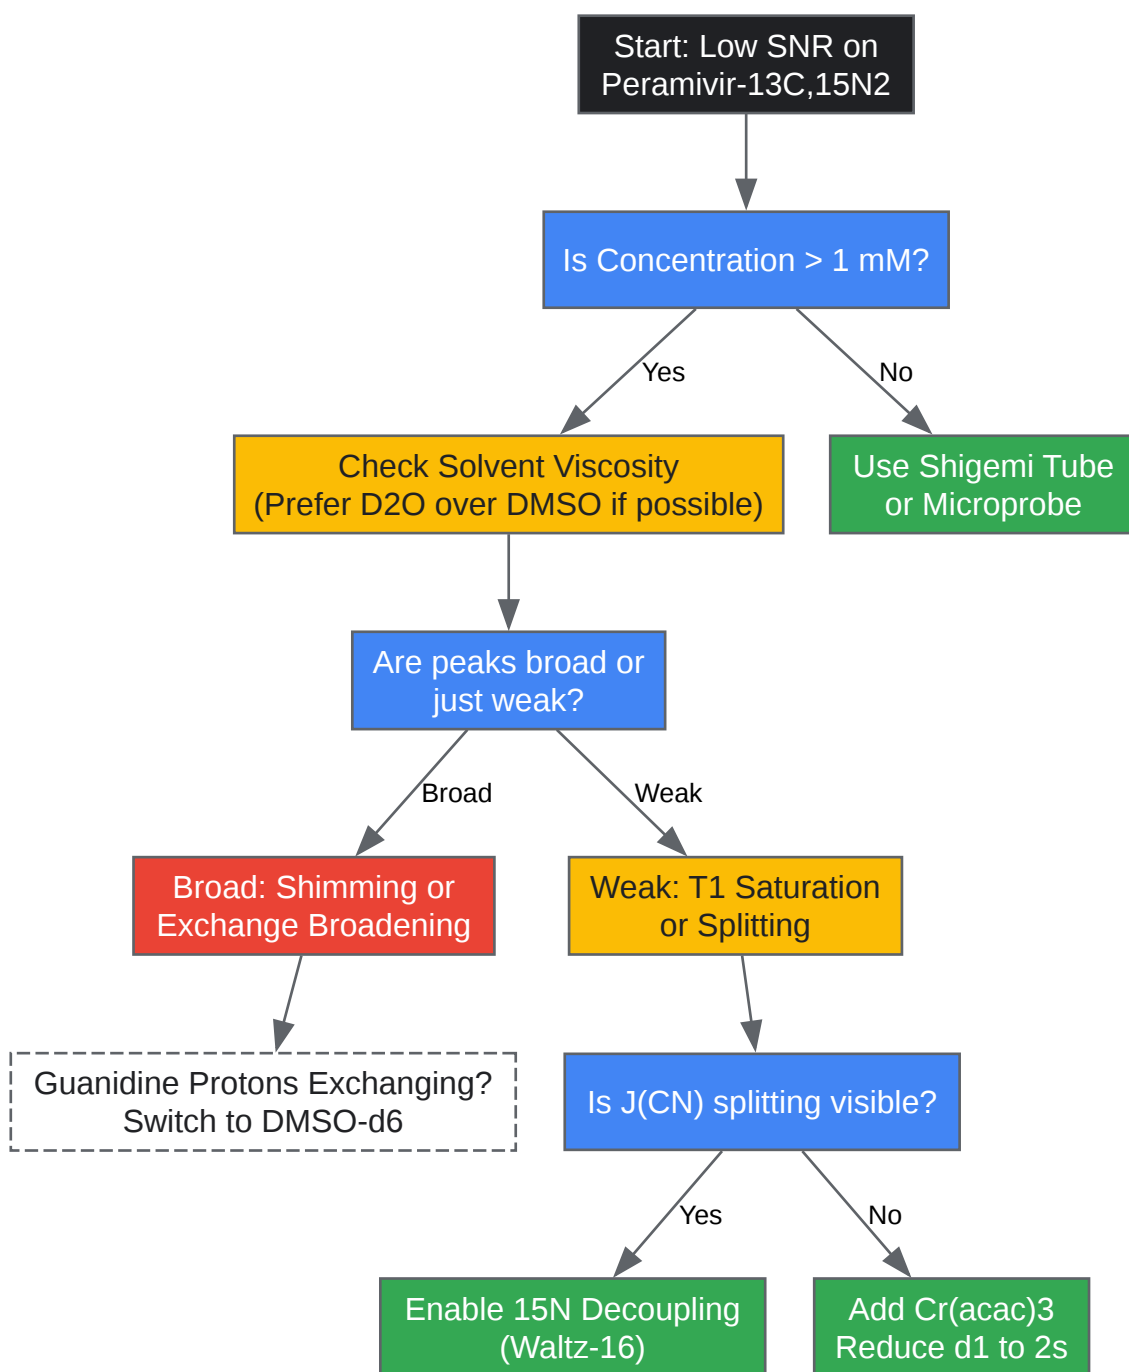 Start: Low SNR on
Peramivir-13C,15N2
Is Concentration > 1 mM?
Yes
No
Check Solvent Viscosity
(Prefer D2O over DMSO if possible)
Use Shigemi Tube
or Microprobe
Are peaks broad or
just weak?
Broad
Weak
Broad: Shimming or
Exchange Broadening
Weak: T1 Saturation
or Splitting
Guanidine Protons Exchanging?
Switch to DMSO-d6
Is J(CN) splitting visible?
Yes
No
Enable 15N Decoupling
(Waltz-16)
Add Cr(acac)3
Reduce d1 to 2s